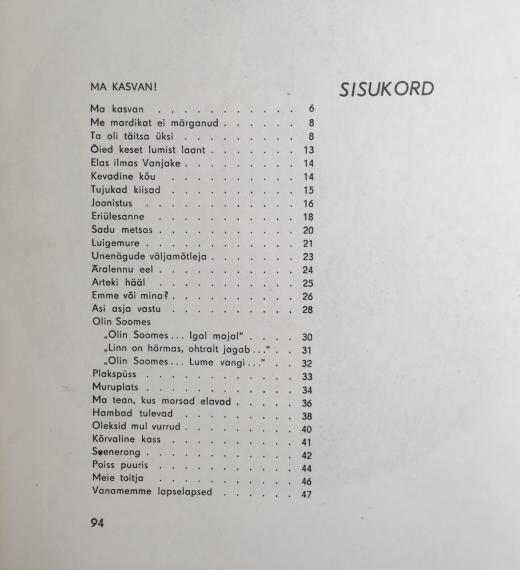 SISUKORD
MA KASVAN!
Ma kasvan . . . . . . . . . . . 6
Me mardikat ei märganud . . . . . . 8
Ta oli täitsa üksi . . . . . . . . . 8
Õied keset lumist laant . . . . . . . 13
Elas ilmas Vanjake . . . . . . . . . 14
Kevadine kõu . . . . . . . . . . 14
Tujukad kiisad . . . . . . . . . . 15
Joonistus . . . . . . . . . . . . 16
Eriülesanne . . . . . . . . . . . 18
Sadu metsas . . . . . . . . . . . 20
Luigemure . . . . . . . . . . . . 21
Unenägude väljamõtleja . . . . . . . 23
Äralennu eel . . . . . . . . . . . 24
Arteki hääl . . . . . . . . . . . 25
Emme või mina? . . . . . . . . . . 26
Asi asja vastu . . . . . . . . . . 28
Olin Soomes
„Olin Soomes... Igal majal” . . . . 30
„Linn on härmas, ohtrait jagab...” . . 31
„Olin Soomes... Lume vangi...” . . 32
Plakspüss . . . . . . . . . . . . 33
Muruplats . . . . . . . . . . . . 34
Ma tean, kus morsad elavad . . . . . 36
Hambad tulevad . . . . . . . . . 38
Oleksid mul vurrud . . . . . . . . . 40
Kõrvaline kass . . . . . . . . . . 41
Seenerong . . . . . . . . . . . . 42
Poiss puuris . . . . . . . . . . . 44
Meie toitja . . . . . . . . . . . 46
Vanamemme lapselapsed . . . . . . 47
94